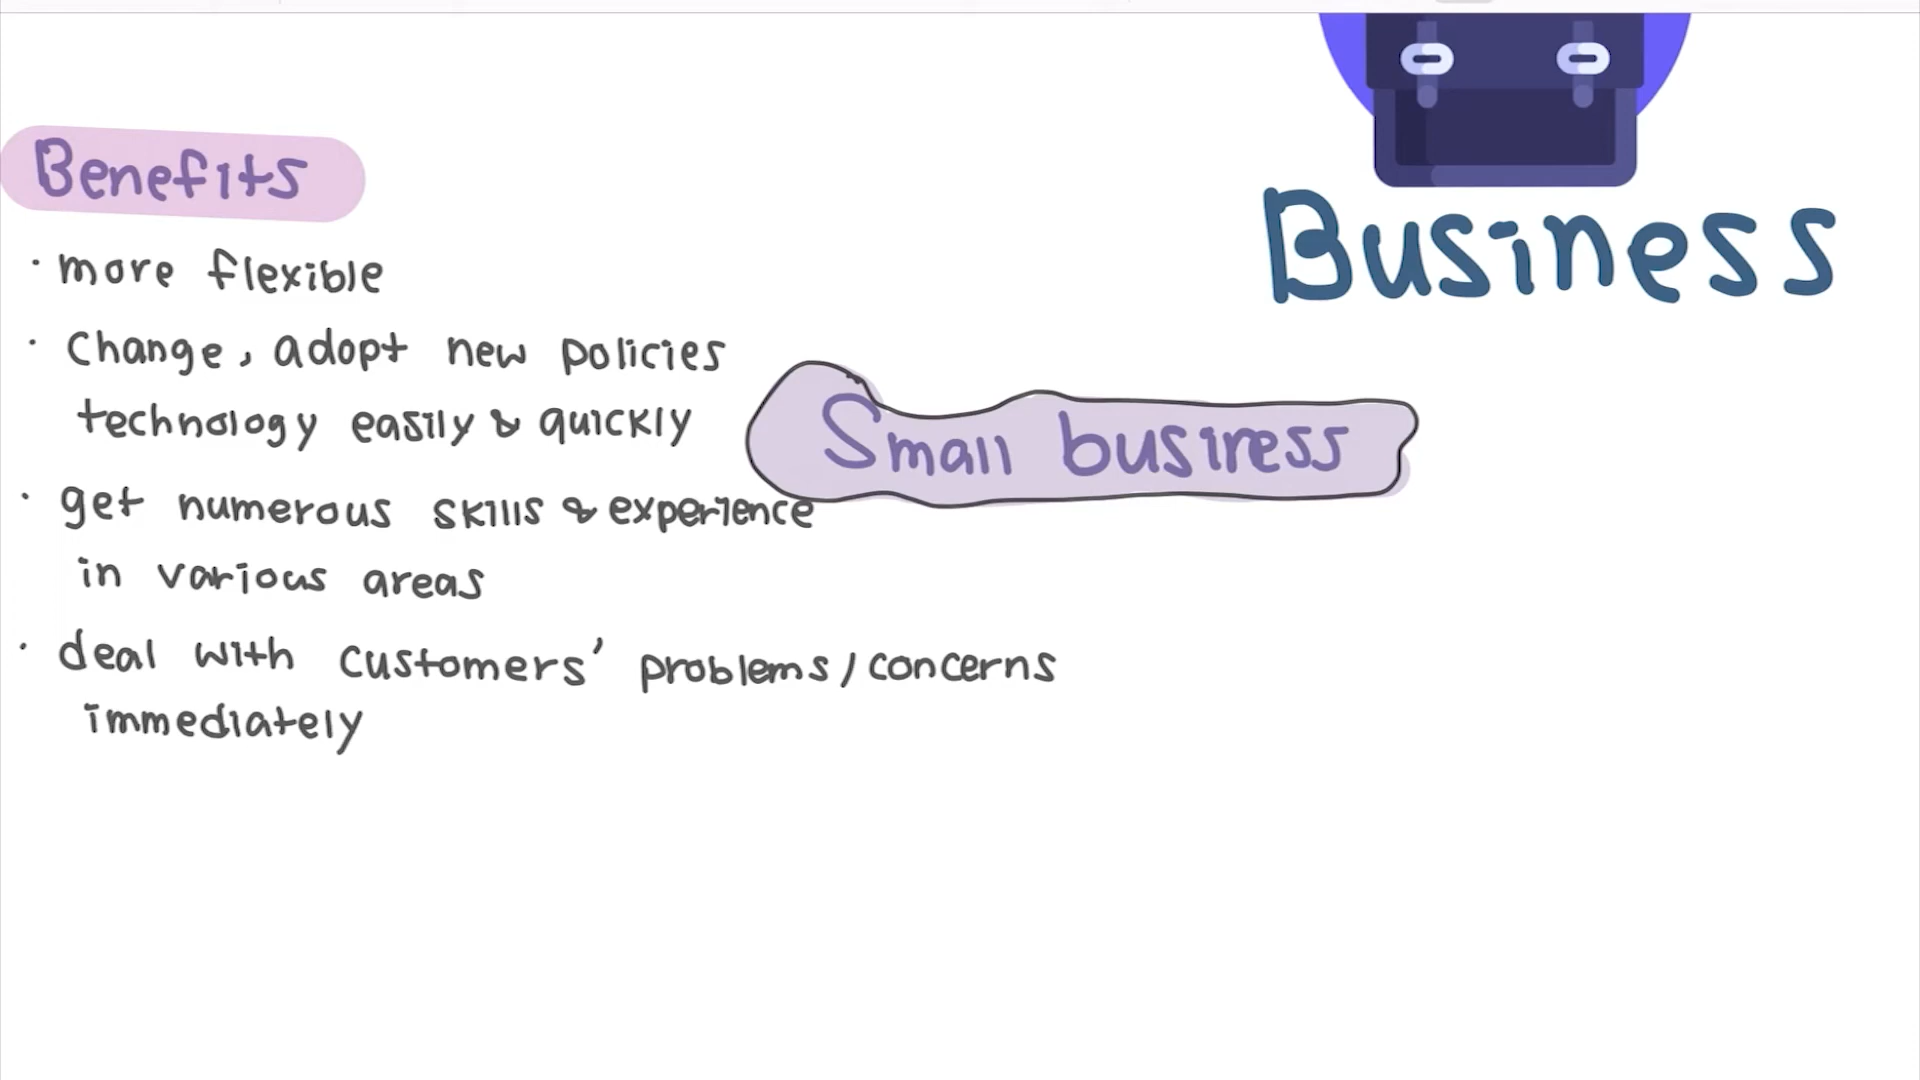 Business
Small business
Benefits
· more flexible
· Change, adopt new policies
technology easily & quickly
· get numerous skills & experience
in various areas
· deal with customers' problems/concerns
immediately